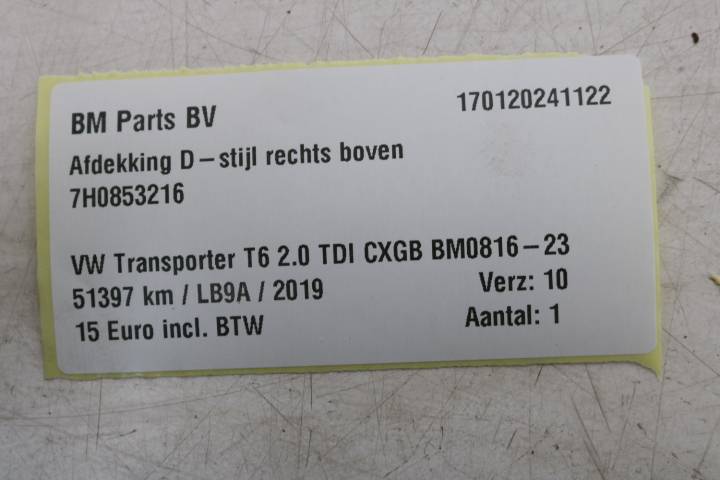 BM Parts BV 170120241122
Afdekking D-stijl rechts boven
7H0853216
VW Transporter T6 2.0 TDI CXGB BM0816-23
51397 km / LB9A / 2019 Verz: 10
15 Euro incl. BTW Aantal: 1